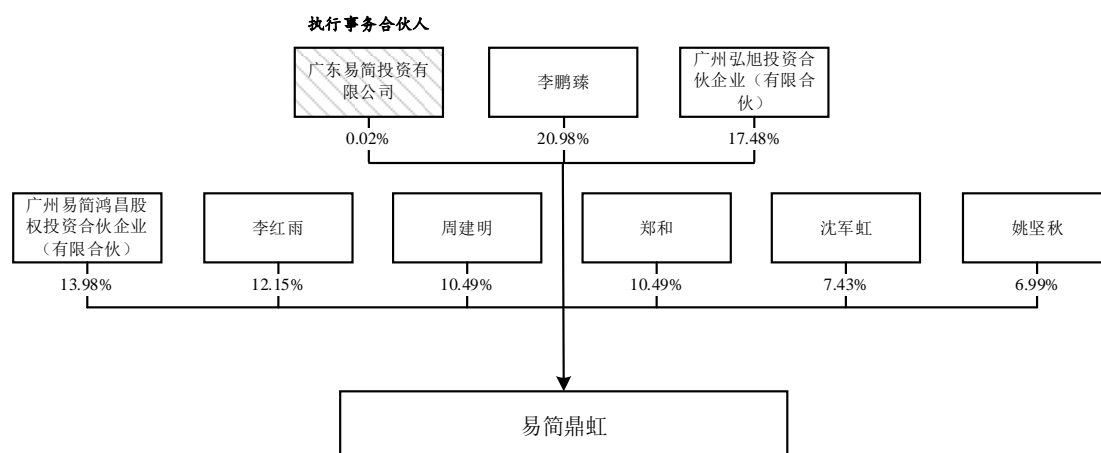 执行事务合伙人
广东易简投资有
限公司
李鹏臻
广州弘旭投资合
伙企业（有限合
伙）
0.02%
20.98%
17.48%
广州易简鸿昌股
权投资合伙企业
（有限合伙）
李红雨
周建明
郑和
沈军虹
姚坚秋
13.98%
12.15%
10.49%
10.49%
7.43%
6.99%
易简鼎虹